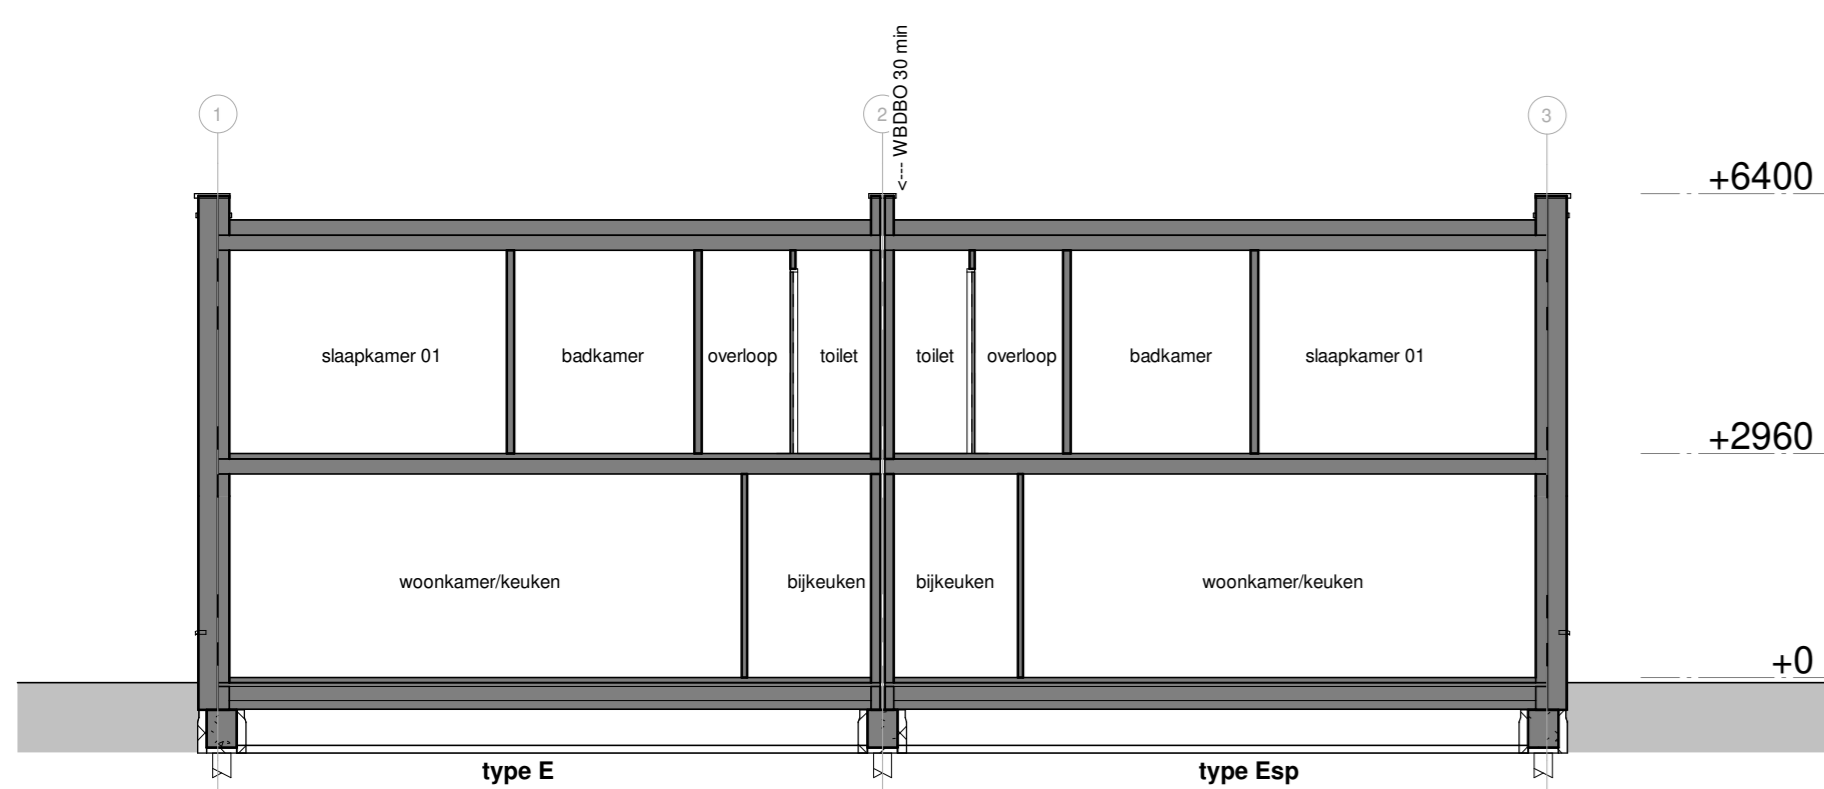 <---- WBDBO 30 min
1
2
3
+6400
slaapkamer 01
badkamer
overloop
toilet
toilet
overloop
badkamer
slaapkamer 01
+2960
woonkamer/keuken
bijkeuken
bijkeuken
woonkamer/keuken
+0
type E
type Esp